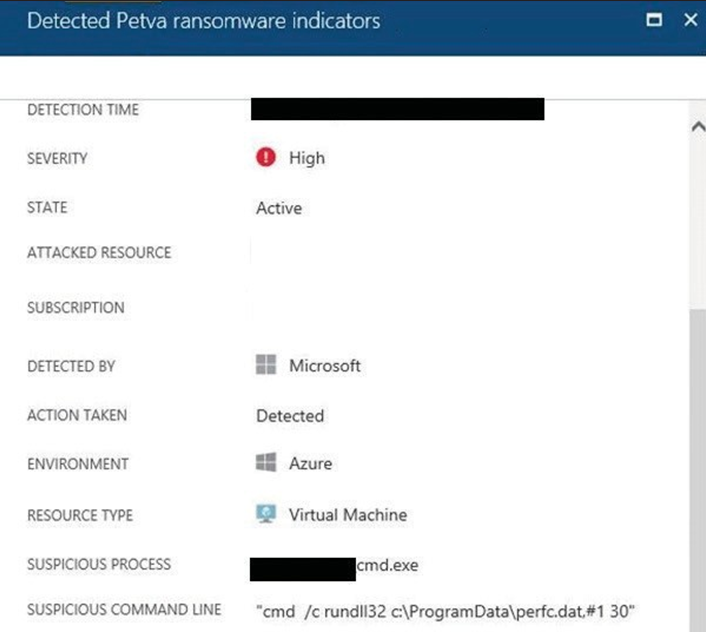 Detected Petva ransomware indicators
DETECTION TIME
SEVERITY High
STATE Active
ATTACKED RESOURCE
SUBSCRIPTION
DETECTED BY Microsoft
ACTION TAKEN Detected
ENVIRONMENT Azure
RESOURCE TYPE Virtual Machine
SUSPICIOUS PROCESS cmd.exe
SUSPICIOUS COMMAND LINE "cmd /c rundll32 c:\ProgramData\perfc.dat,#1 30"